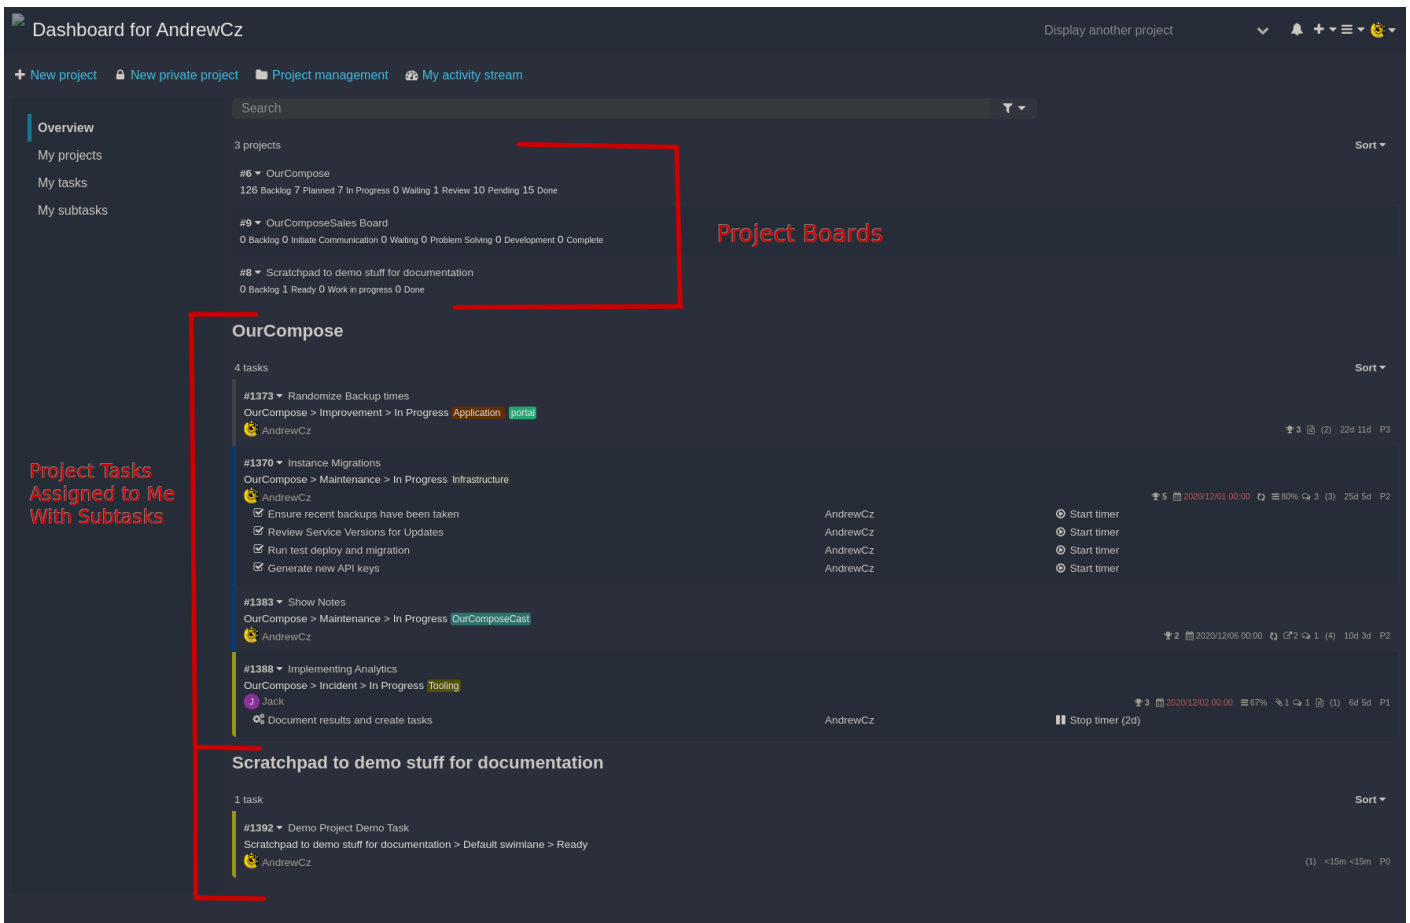 Dashboard for AndrewCz
Display another project
New project New private project Project management My activity stream
Search
Overview
My projects
My tasks
My subtasks
3 projects Sort
#6 OurCompose
126 Backlog 7 Planned 7 In Progress 0 Waiting 1 Review 10 Pending 15 Done
#9 OurComposeSales Board
0 Backlog 0 Initiate Communication 0 Waiting 0 Problem Solving 0 Development 0 Complete
#8 Scratchpad to demo stuff for documentation
0 Backlog 1 Ready 0 Work in progress 0 Done
Project Boards
Project Tasks
Assigned to Me
With Subtasks
OurCompose
4 tasks Sort
#1373 Randomize Backup times
OurCompose > Improvement > In Progress Application portal
AndrewCz 3 (2) 22d 11d P3
#1370 Instance Migrations
OurCompose > Maintenance > In Progress Infrastructure
AndrewCz 5 2020/12/01 00:00 80% 3 (3) 25d 5d P2
Ensure recent backups have been taken AndrewCz Start timer
Review Service Versions for Updates AndrewCz Start timer
Run test deploy and migration AndrewCz Start timer
Generate new API keys AndrewCz Start timer
#1383 Show Notes
OurCompose > Maintenance > In Progress OurComposeCast
AndrewCz 2 2020/12/06 00:00 2 1 (4) 10d 3d P2
#1388 Implementing Analytics
OurCompose > Incident > In Progress Tooling
J Jack 3 2020/12/02 00:00 67% 1 1 (1) 6d 5d P1
Document results and create tasks AndrewCz Stop timer (2d)
Scratchpad to demo stuff for documentation
1 task Sort
#1392 Demo Project Demo Task
Scratchpad to demo stuff for documentation > Default swimlane > Ready
AndrewCz (1) <15m <15m P0